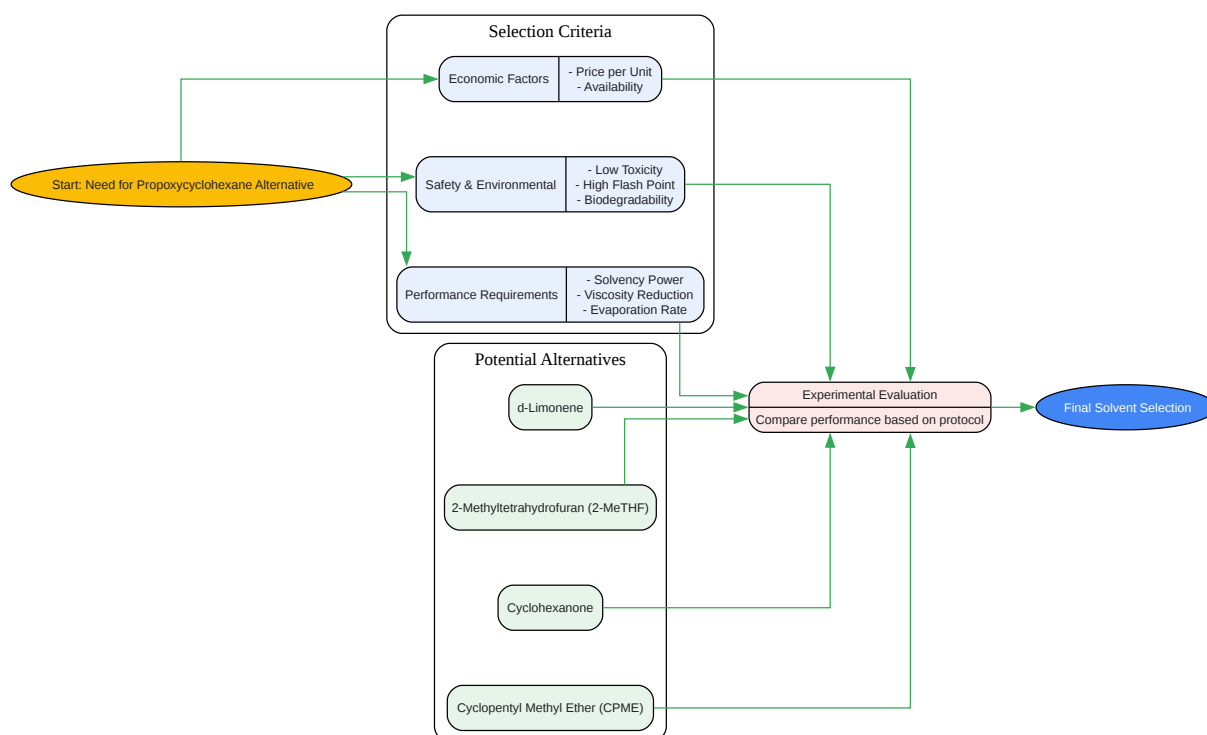 Selection Criteria
Economic Factors
- Price per Unit
- Availability
Start: Need for Propoxycyclohexane Alternative
Safety & Environmental
- Low Toxicity
- High Flash Point
- Biodegradability
Performance Requirements
- Solvency Power
- Viscosity Reduction
- Evaporation Rate
Potential Alternatives
d-Limonene
2-Methyltetrahydrofuran (2-MeTHF)
Cyclohexanone
Cyclopentyl Methyl Ether (CPME)
Experimental Evaluation
Compare performance based on protocol
Final Solvent Selection